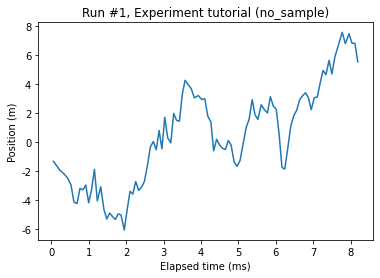 Run #1, Experiment tutorial (no_sample)
Position (m)
8
6
4
2
0
-2
-4
-6
0 1 2 3 4 5 6 7 8
Elapsed time (ms)